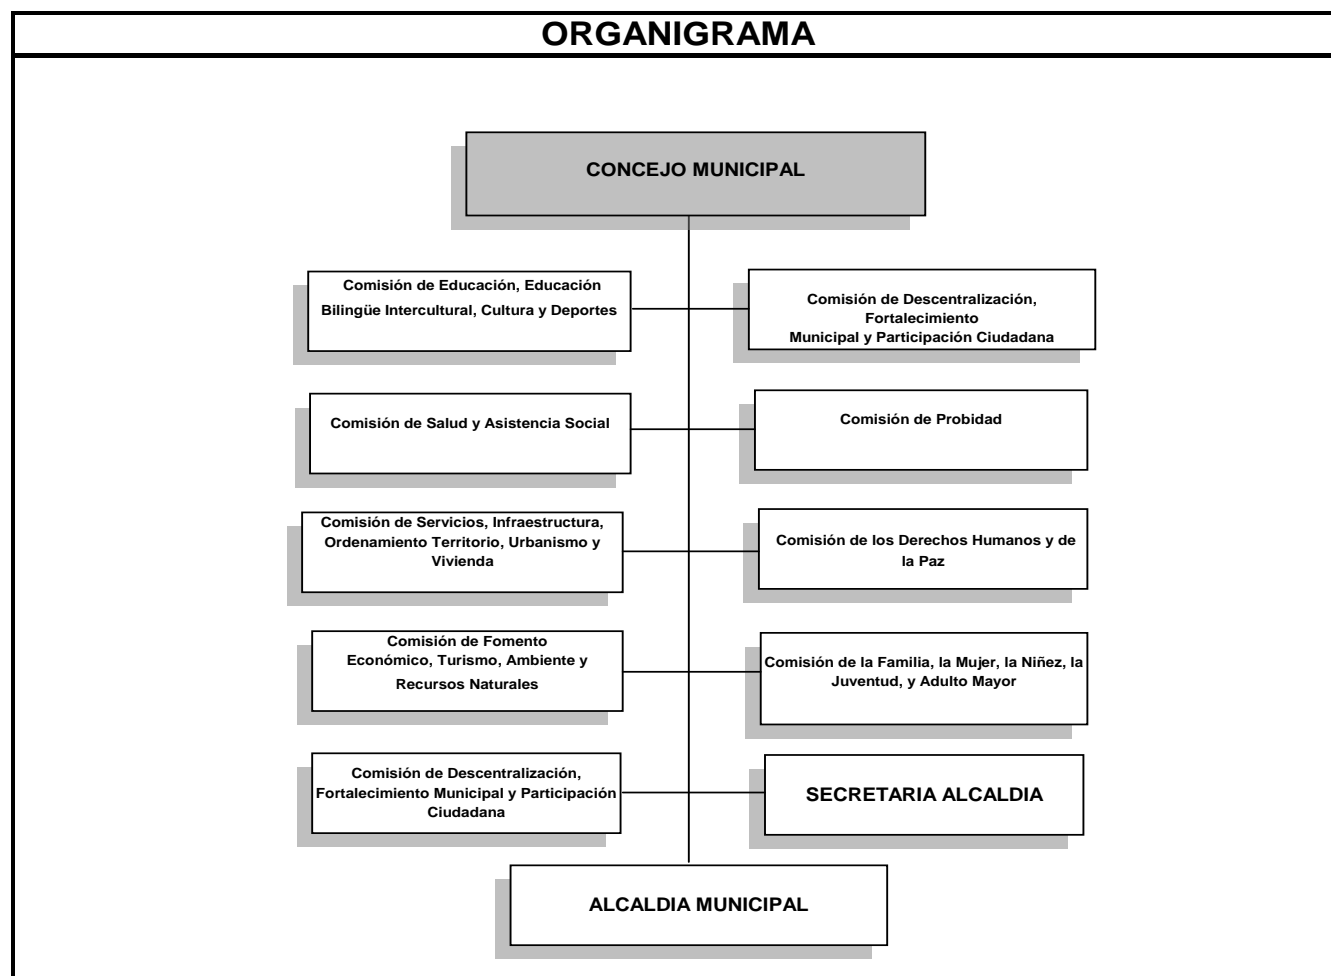 ORGANIGRAMA
CONCEJO MUNICIPAL
Comisión de Educación, Educación
Bilingüe Intercultural, Cultura y Deportes
Comisión de Descentralización,
Fortalecimiento
Municipal y Participación Ciudadana
Comisión de Salud y Asistencia Social
Comisión de Probidad
Comisión de Servicios, Infraestructura,
Ordenamiento Territorio, Urbanismo y
Vivienda
Comisión de los Derechos Humanos y de
la Paz
Comisión de Fomento
Económico, Turismo, Ambiente y
Recursos Naturales
Comisión de la Familia, la Mujer, la Niñez, la
Juventud, y Adulto Mayor
Comisión de Descentralización,
Fortalecimiento Municipal y Participación
Ciudadana
SECRETARIA ALCALDIA
ALCALDIA MUNICIPAL